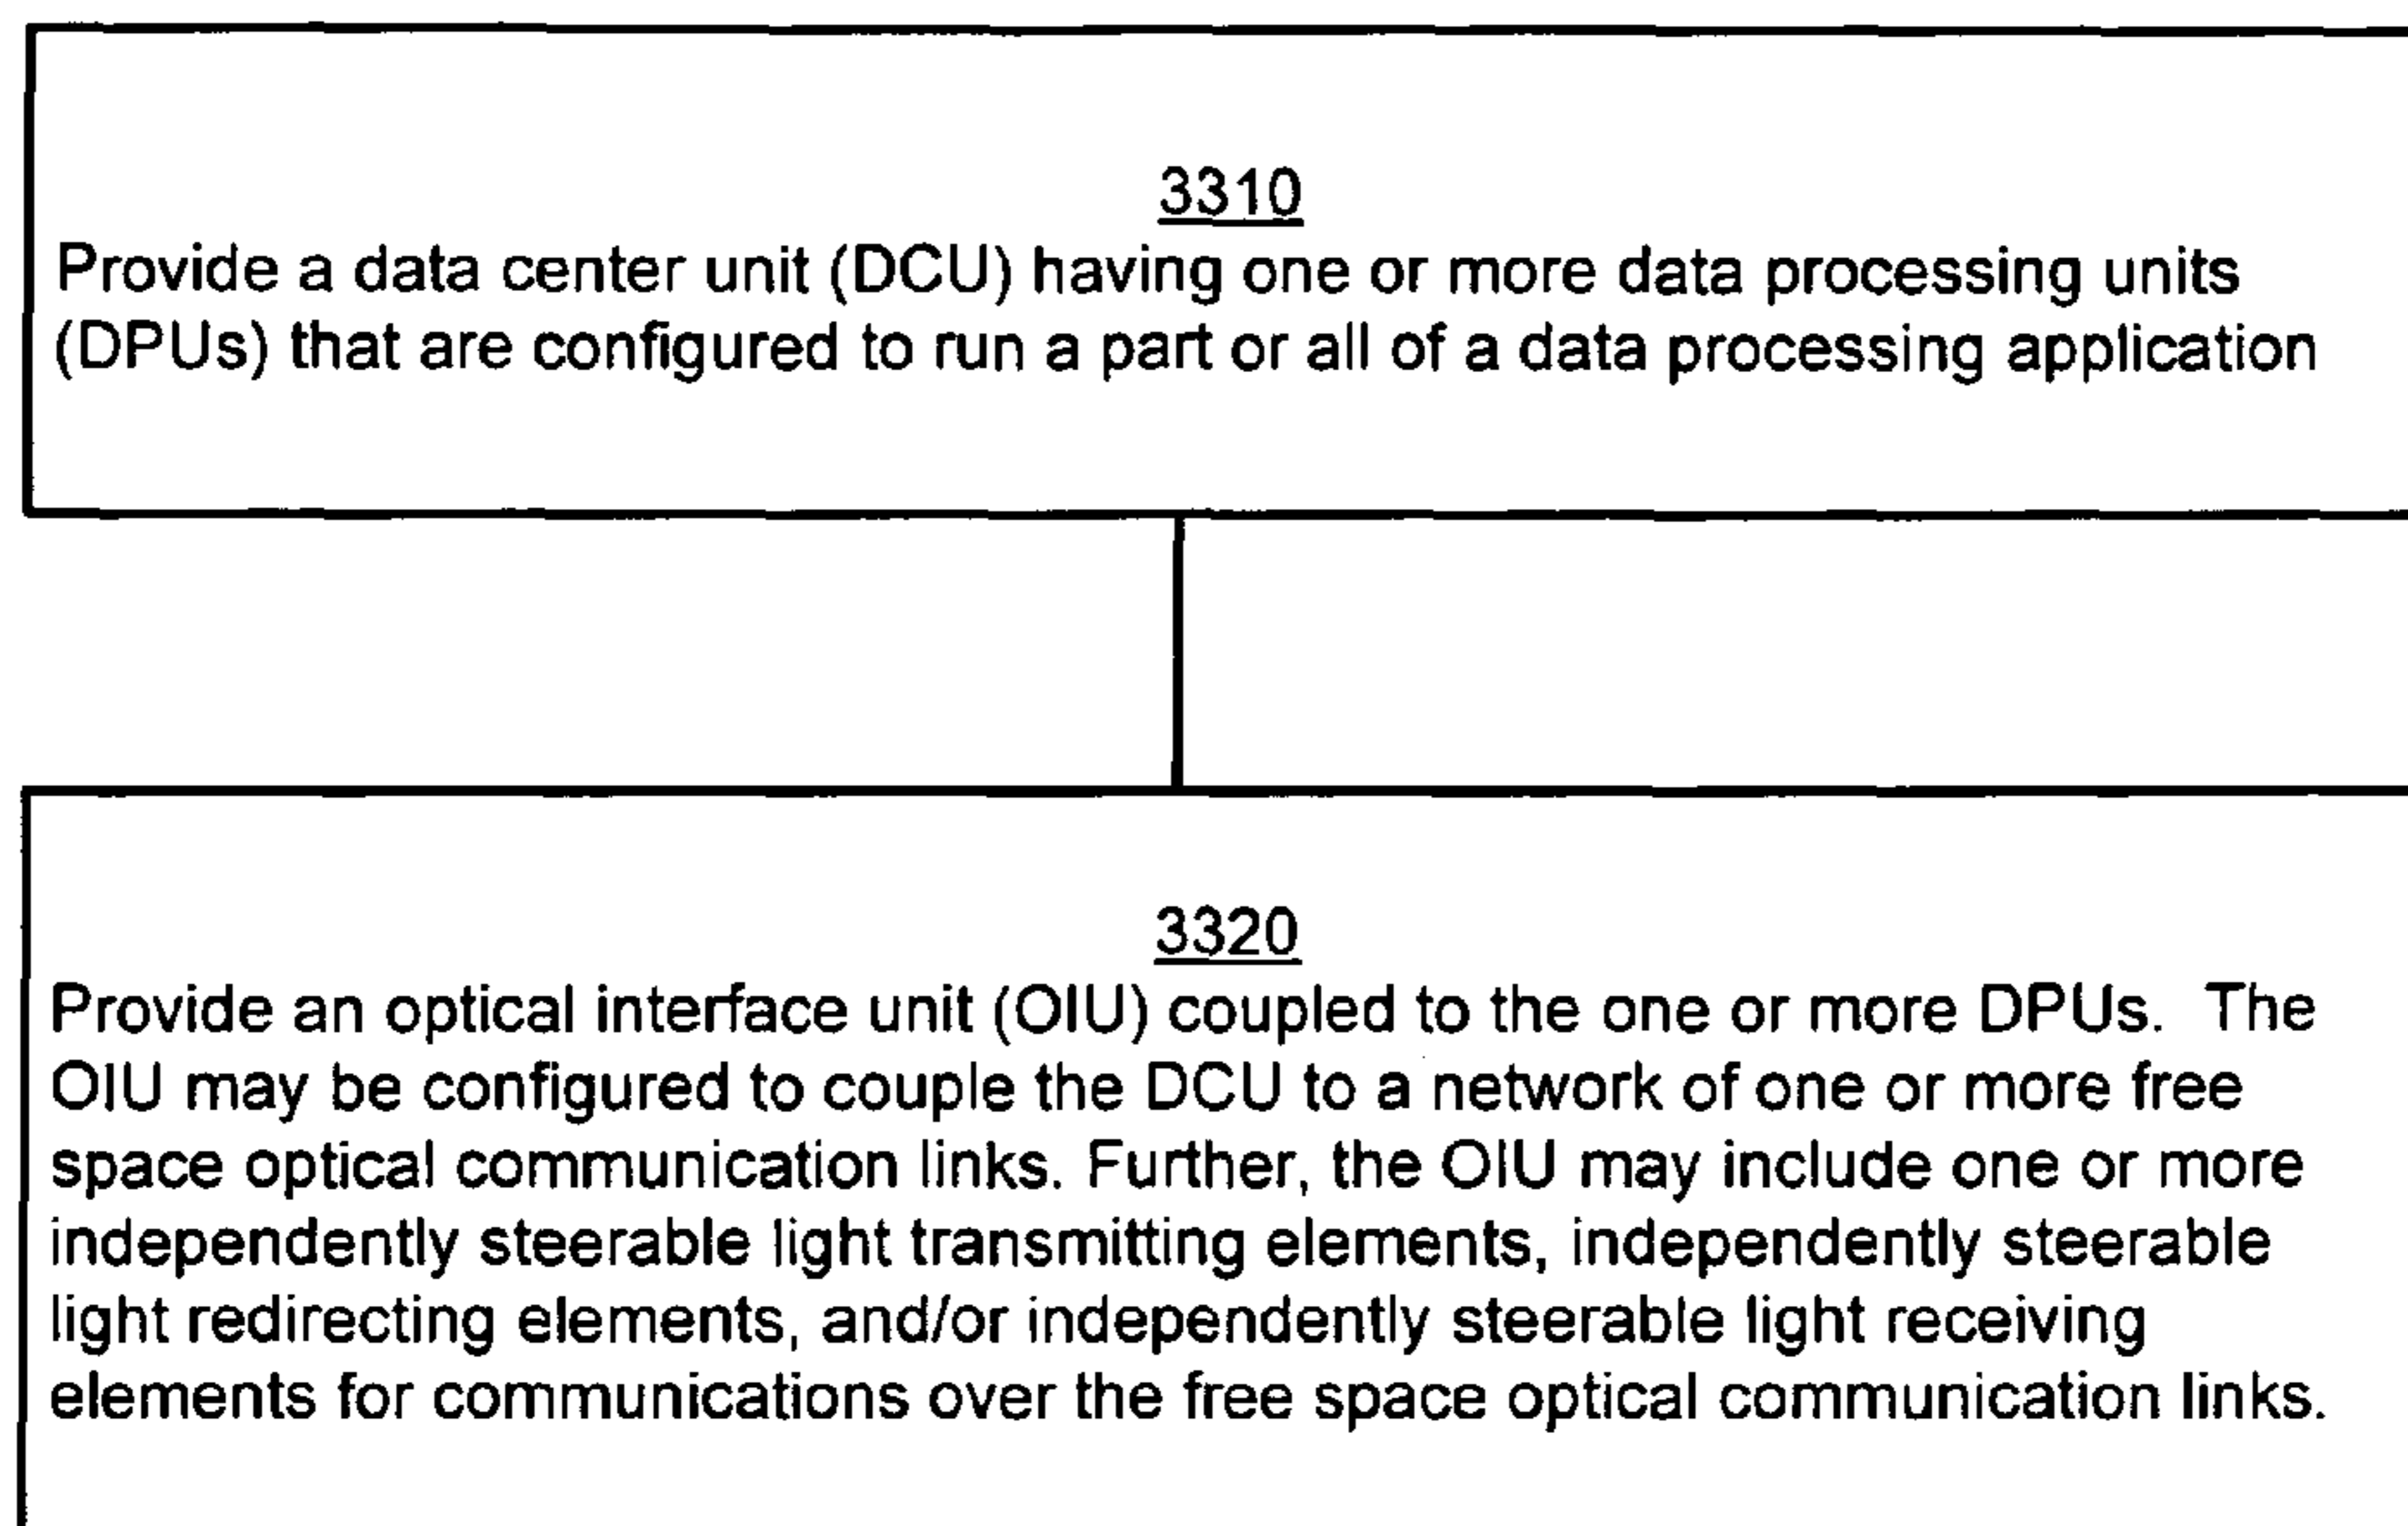 3310
Provide a data center unit (DCU) having one or more data processing units
(DPUs) that are configured to run a part or all of a data processing application
3320
Provide an optical interface unit (OIU) coupled to the one or more DPUs. The
OIU may be configured to couple the DCU to a network of one or more free
space optical communication links. Further, the OIU may include one or more
independently steerable light transmitting elements, independently steerable
light redirecting elements, and/or independently steerable light receiving
elements for communications over the free space optical communication links.